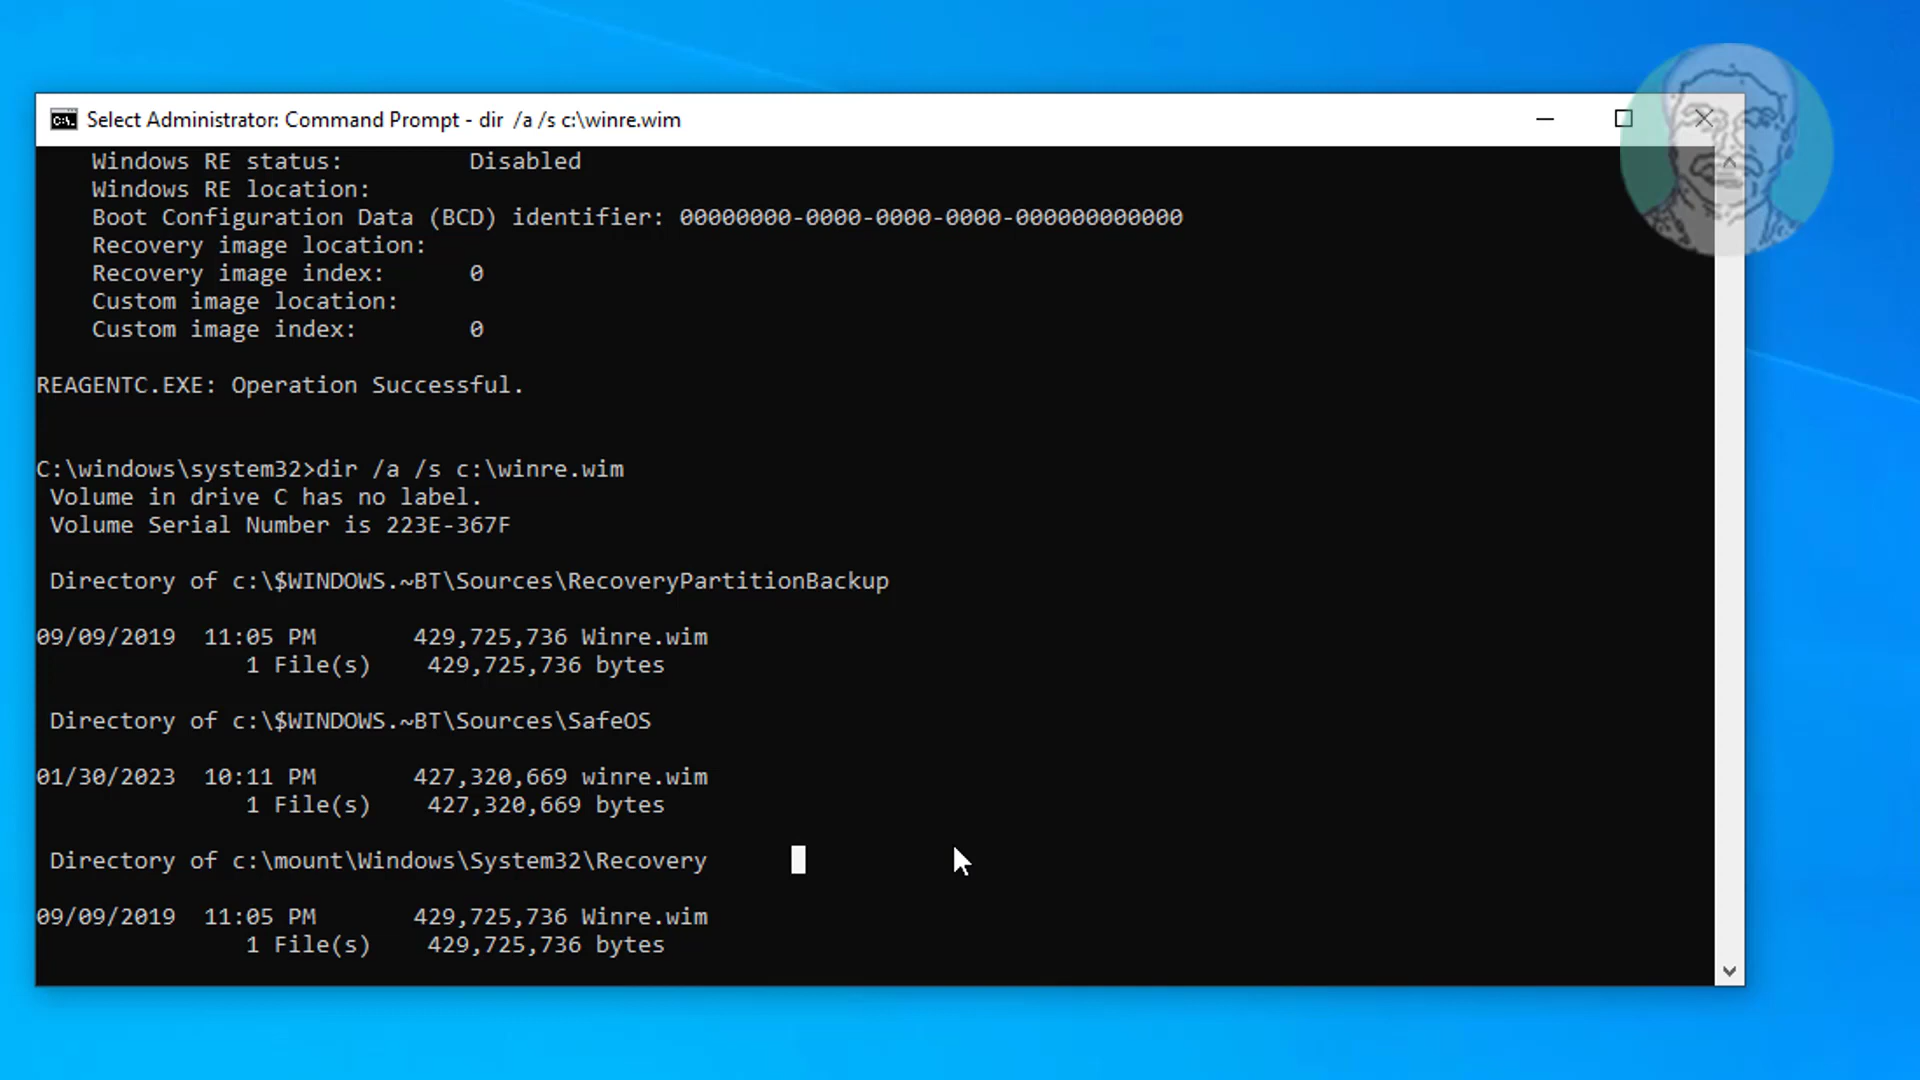 Select Administrator: Command Prompt - dir /a /s c:\winre.wim
Windows RE status: Disabled
Windows RE location:
Boot Configuration Data (BCD) identifier: 00000000-0000-0000-0000-000000000000
Recovery image location:
Recovery image index: 0
Custom image location:
Custom image index: 0
REAGENTC.EXE: Operation Successful.
C:\windows\system32>dir /a /s c:\winre.wim
Volume in drive C has no label.
Volume Serial Number is 223E-367F
Directory of c:\$WINDOWS.~BT\Sources\RecoveryPartitionBackup
09/09/2019 11:05 PM 429,725,736 Winre.wim
1 File(s) 429,725,736 bytes
Directory of c:\$WINDOWS.~BT\Sources\SafeOS
01/30/2023 10:11 PM 427,320,669 winre.wim
1 File(s) 427,320,669 bytes
Directory of c:\mount\Windows\System32\Recovery
09/09/2019 11:05 PM 429,725,736 Winre.wim
1 File(s) 429,725,736 bytes